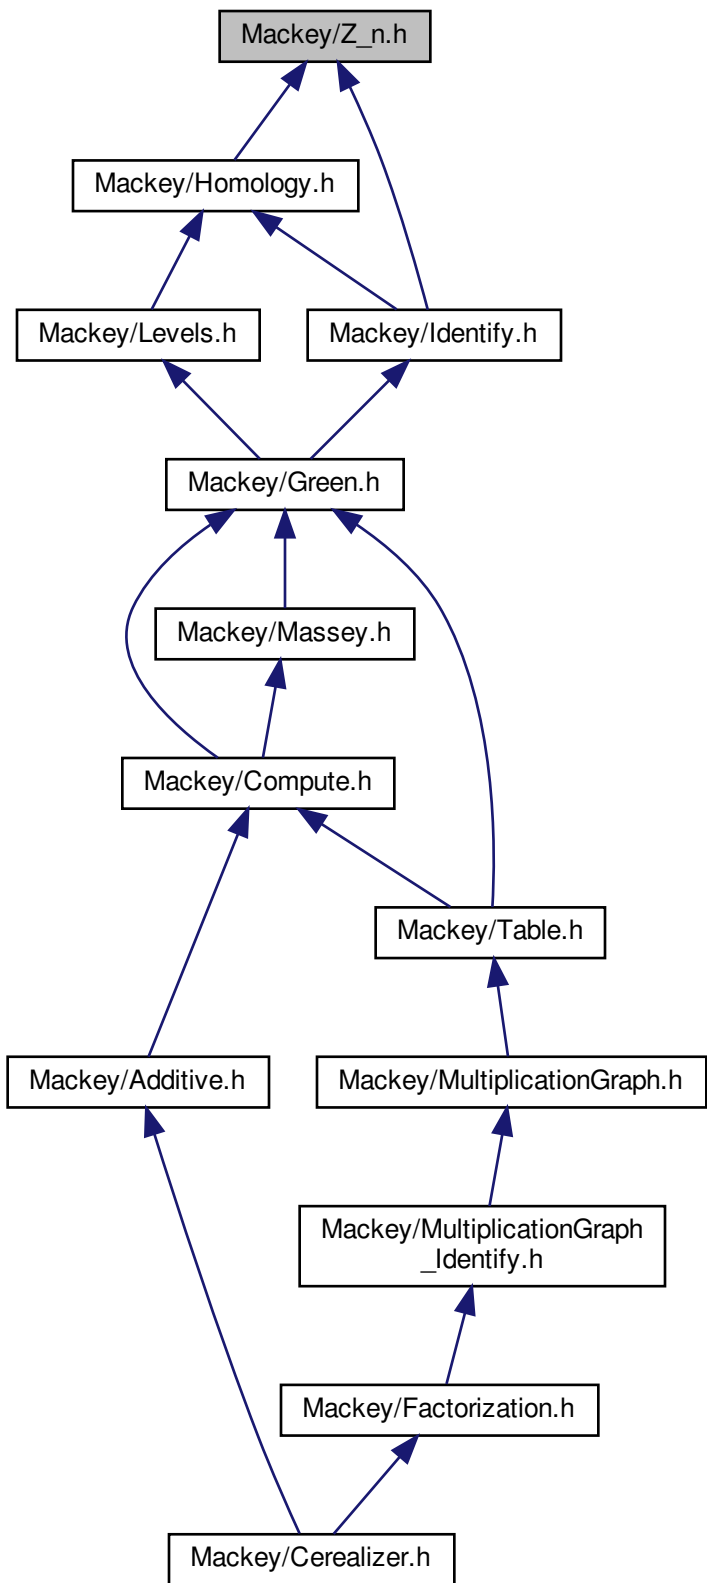 Mackey/Z_n.h
Mackey/Homology.h
Mackey/Levels.h
Mackey/Identify.h
Mackey/Green.h
Mackey/Massey.h
Mackey/Compute.h
Mackey/Table.h
Mackey/Additive.h
Mackey/MultiplicationGraph.h
Mackey/MultiplicationGraph
_Identify.h
Mackey/Factorization.h
Mackey/Cerealizer.h